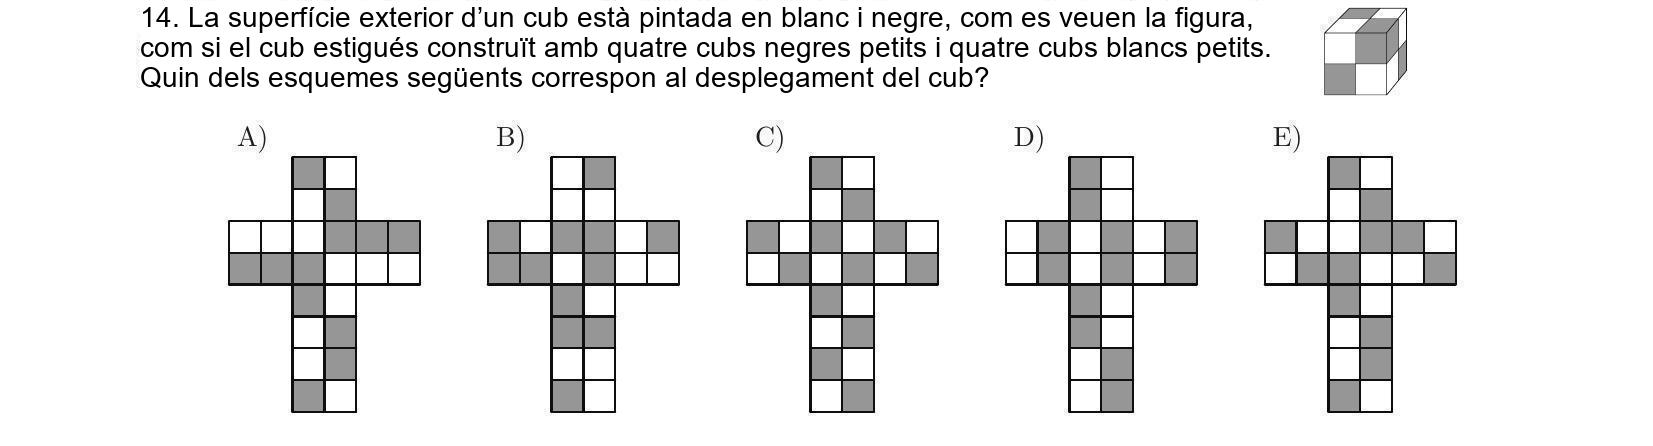 14. La superfície exterior d’un cub està pintada en blanc i negre, com es veuen la figura,
com si el cub estigués construït amb quatre cubs negres petits i quatre cubs blancs petits.
Quin dels esquemes següents correspon al desplegament del cub?
A) B) C) D) E)